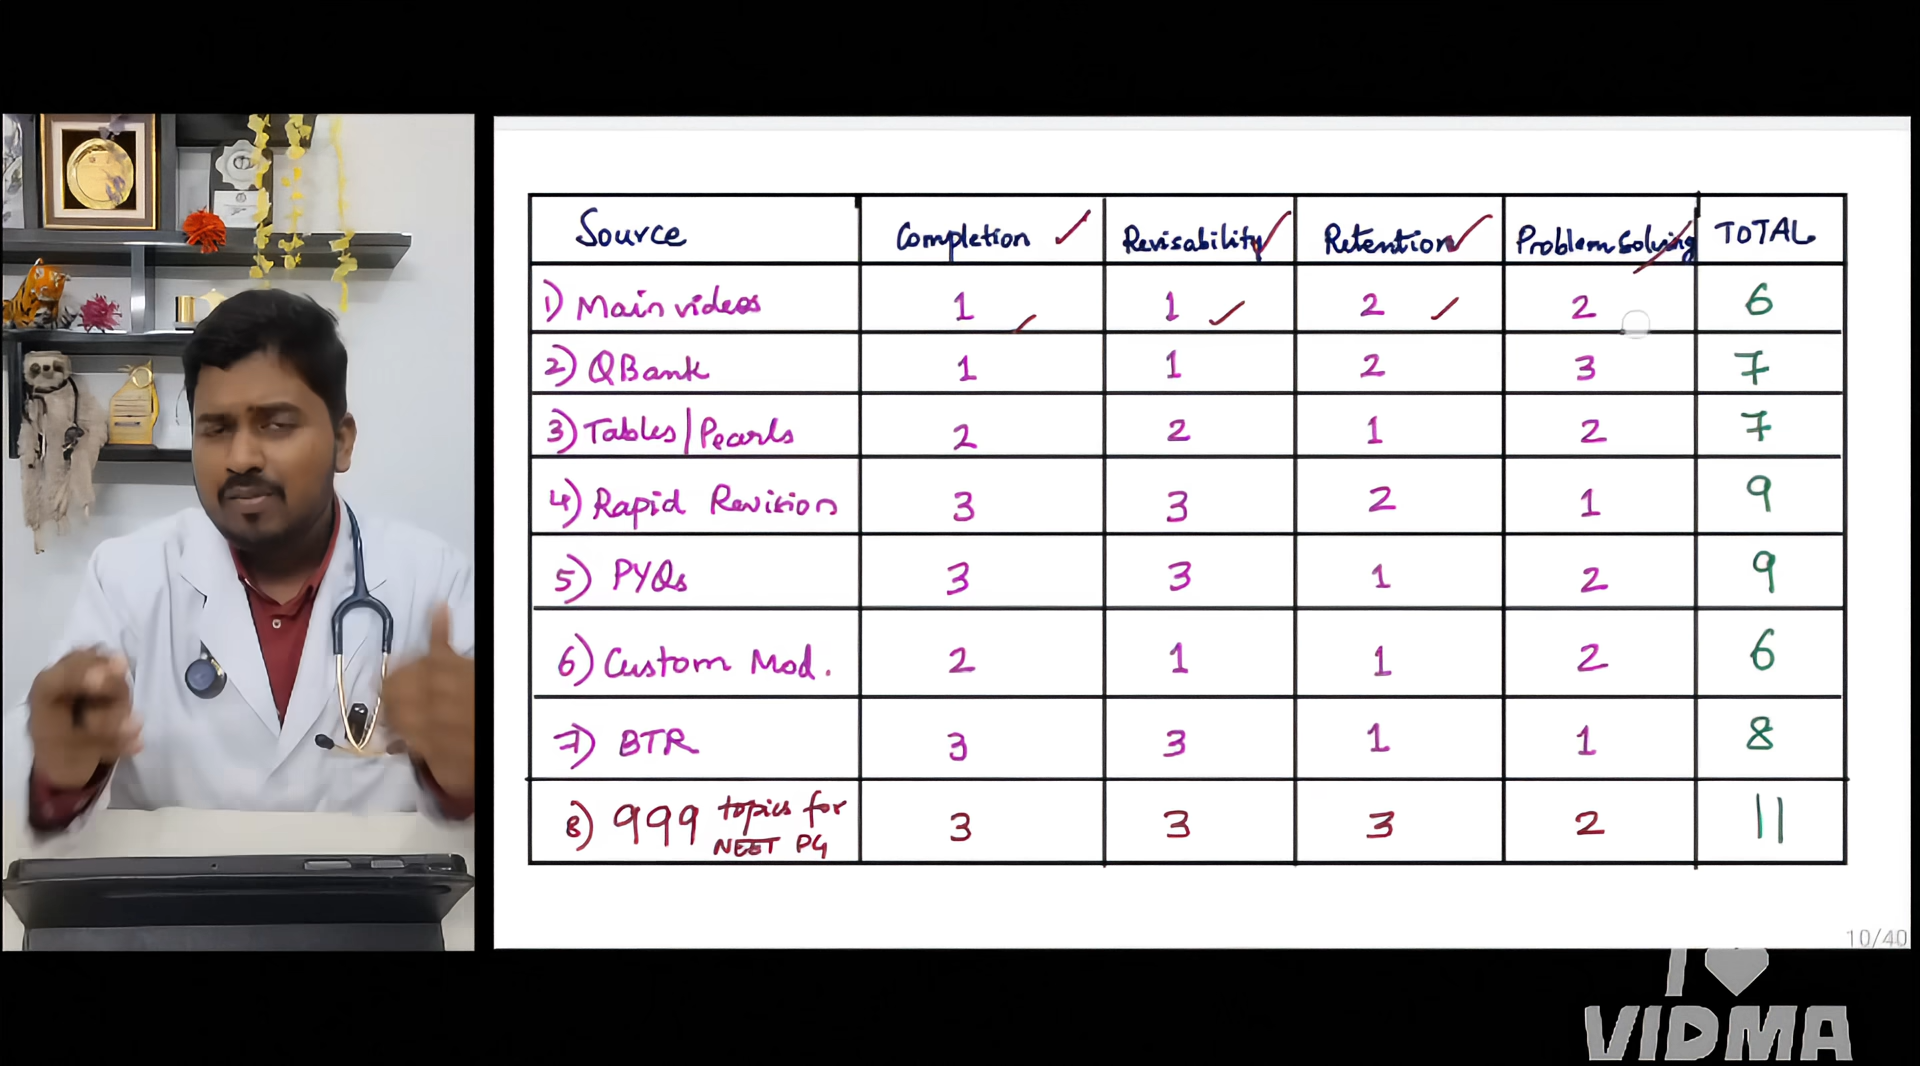 Source Completion Revisability Retention Problem Solving TOTAL
1) Main videos 1 1 2 2 6
2) QBank 1 1 2 3 7
3) Tables/Pearls 2 2 1 2 7
4) Rapid Revision 3 3 2 1 9
5) PYQs 3 3 1 2 9
6) Custom Mod. 2 1 1 2 6
7) BTR 3 3 1 1 8
8) 999 topics for NEET PG 3 3 3 2 11
10/40
I
VIDMA